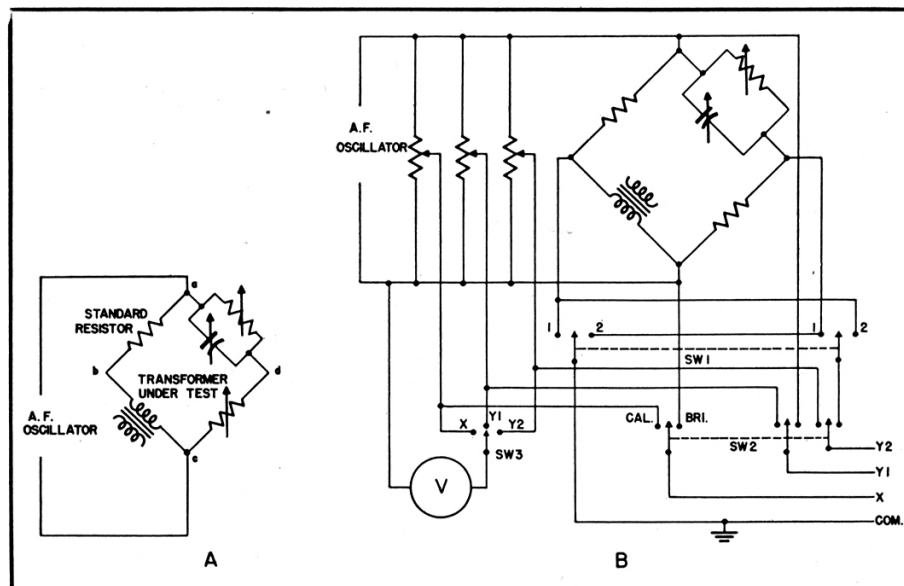 A.F.
OSCILLATOR
STANDARD
RESISTOR
a
b
c
d
TRANSFORMER
UNDER TEST
A.F.
OSCILLATOR
A
1
2
1
2
SW1
CAL.
BRI.
SW2
X
Y1
Y2
SW3
V
Y2
Y1
X
COM.
B